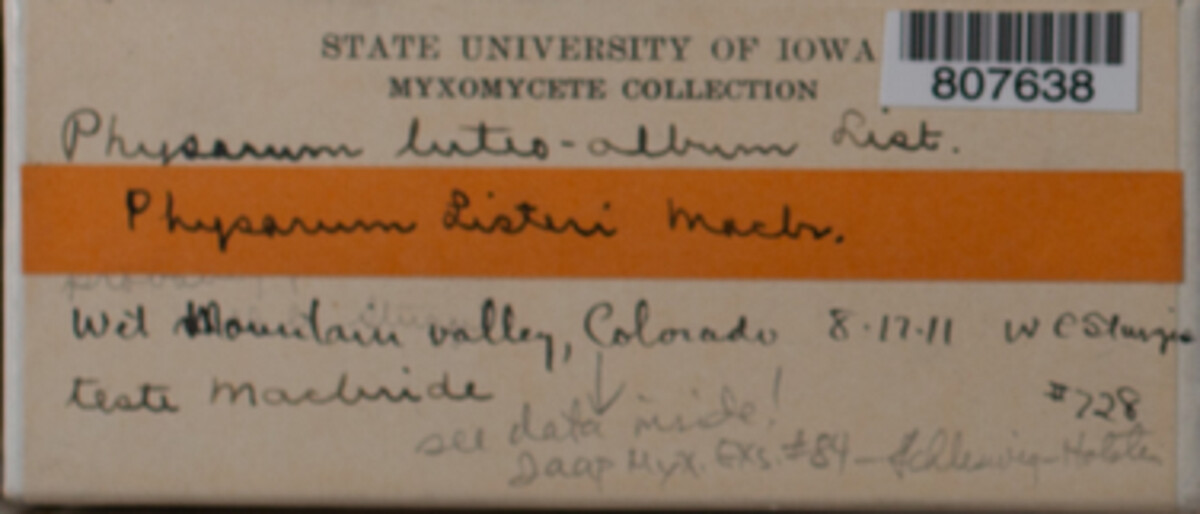 STATE UNIVERSITY OF IOWA
MYXOMYCETE COLLECTION
807638
Physarum luteo-album List.
Physarum Listeri Macbr.
Wet Mountain valley, Colorado 8-17-11 W C Sturgis
teste Macbride #728
see data inside!
Jaap Myx. Exs. #84 - Schleswig-Holstein